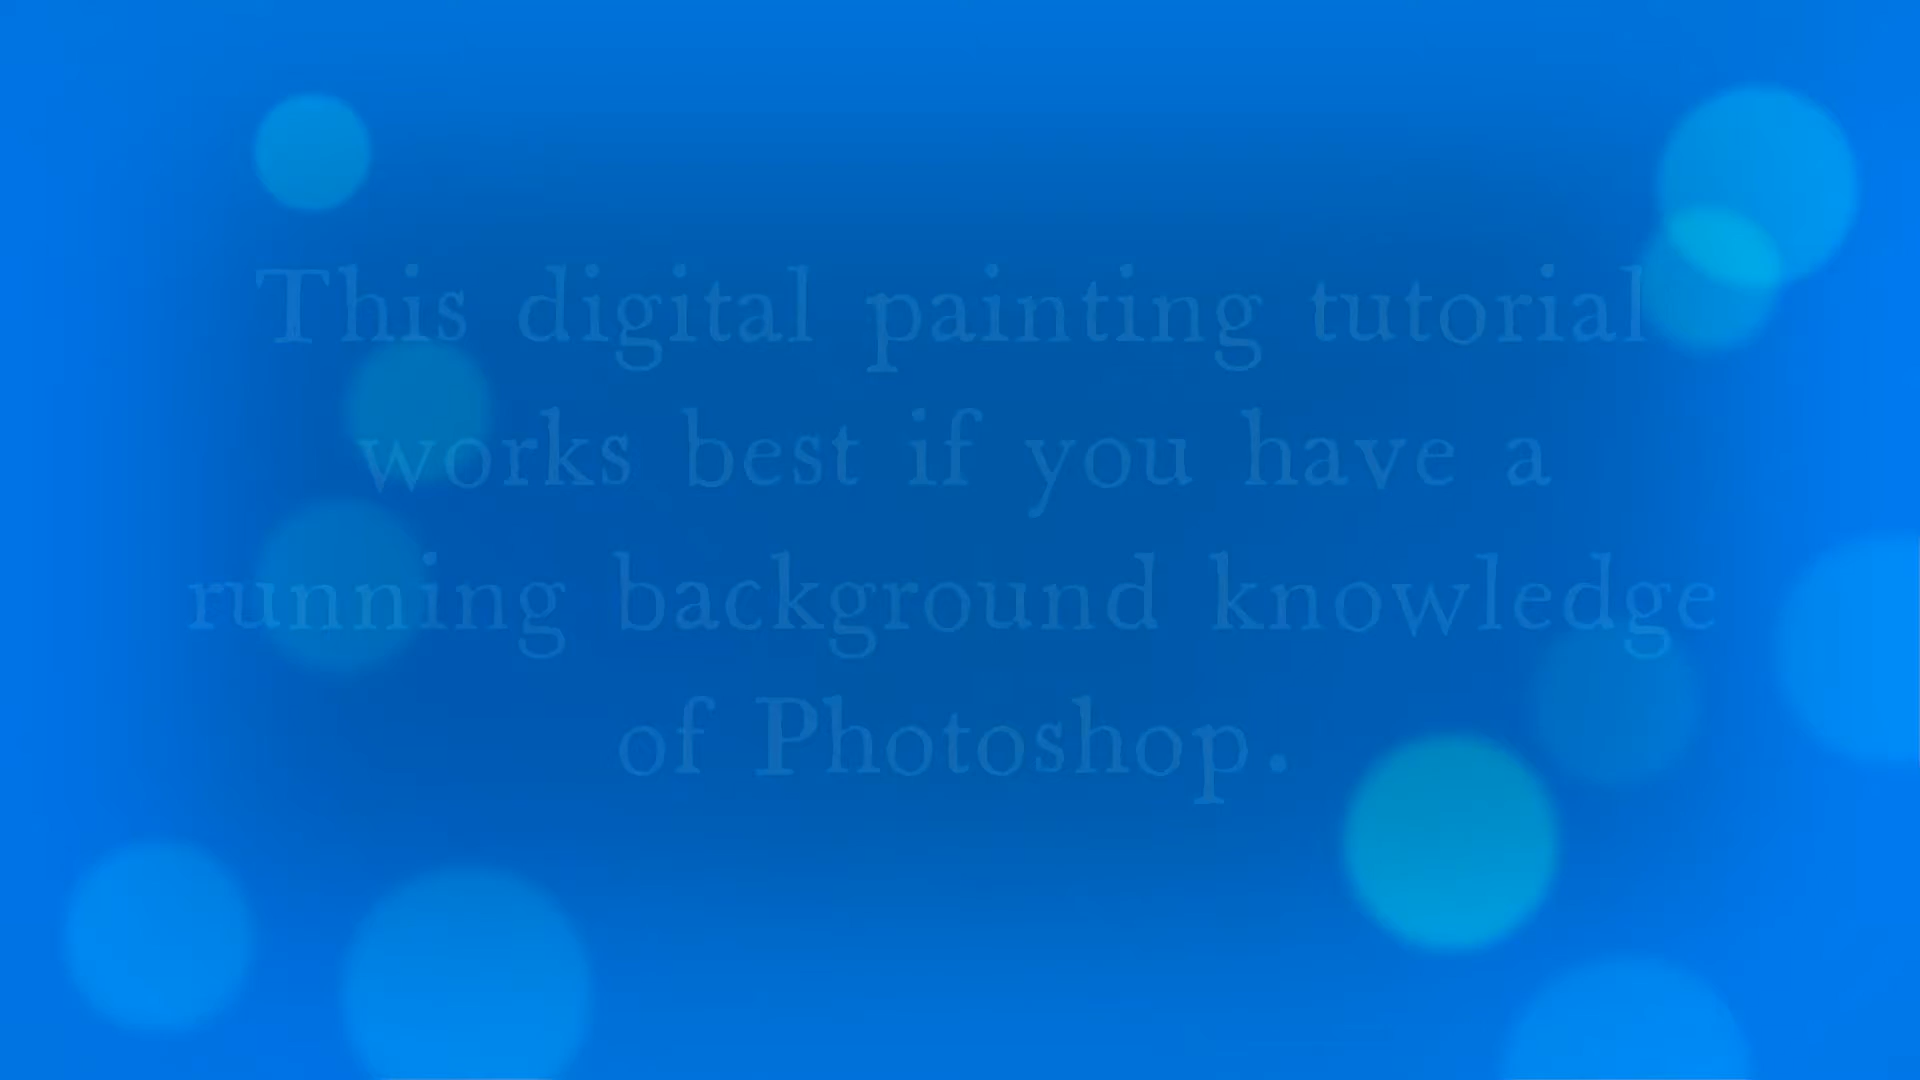 This digital painting tutorial
works best if you have a
running background knowledge
of Photoshop.